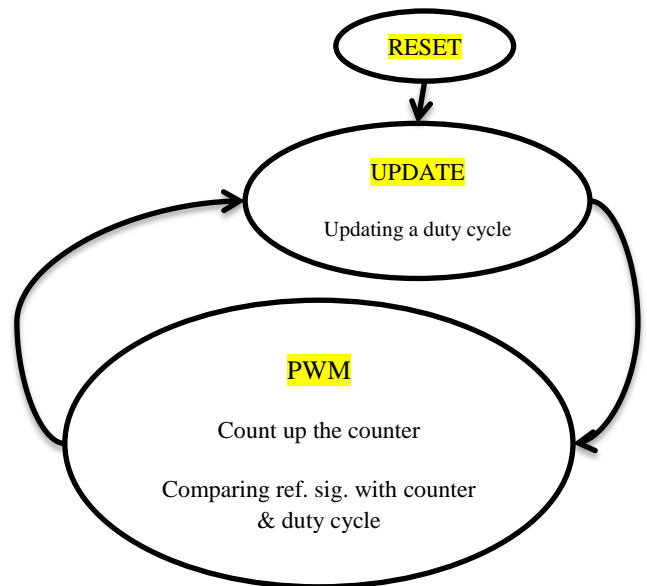 RESET
UPDATE
Updating a duty cycle
PWM
Count up the counter
Comparing ref. sig. with counter
& duty cycle